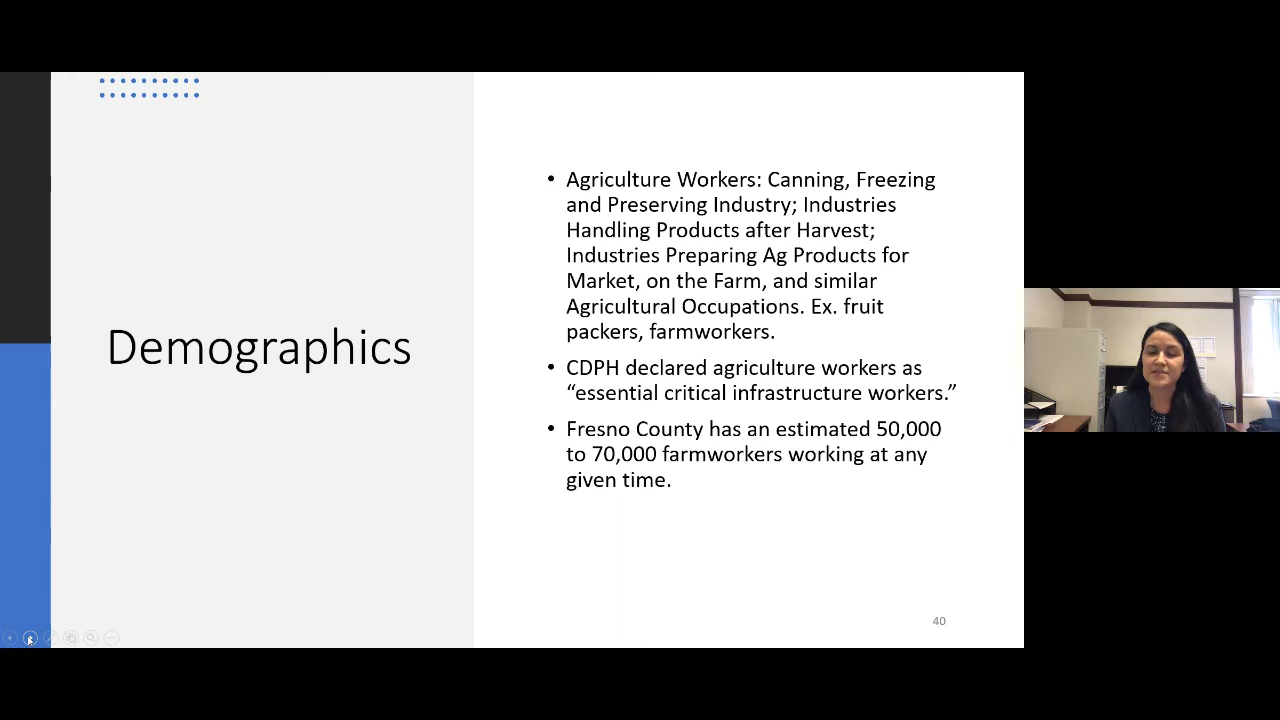 Demographics
• Agriculture Workers: Canning, Freezing
and Preserving Industry; Industries
Handling Products after Harvest;
Industries Preparing Ag Products for
Market, on the Farm, and similar
Agricultural Occupations. Ex. fruit
packers, farmworkers.
• CDPH declared agriculture workers as
“essential critical infrastructure workers.”
• Fresno County has an estimated 50,000
to 70,000 farmworkers working at any
given time.
40